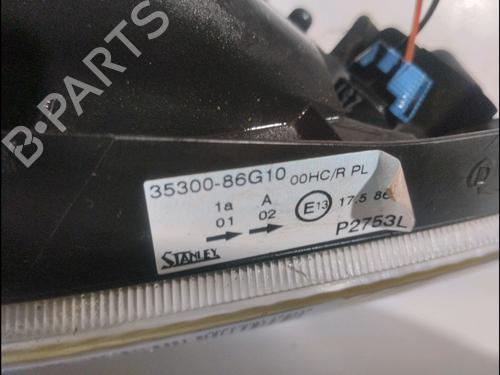 B-PARTS
35300-86G10 00HC/R PL
1a A
01 02 E13 17.5
P2753L
STANLEY